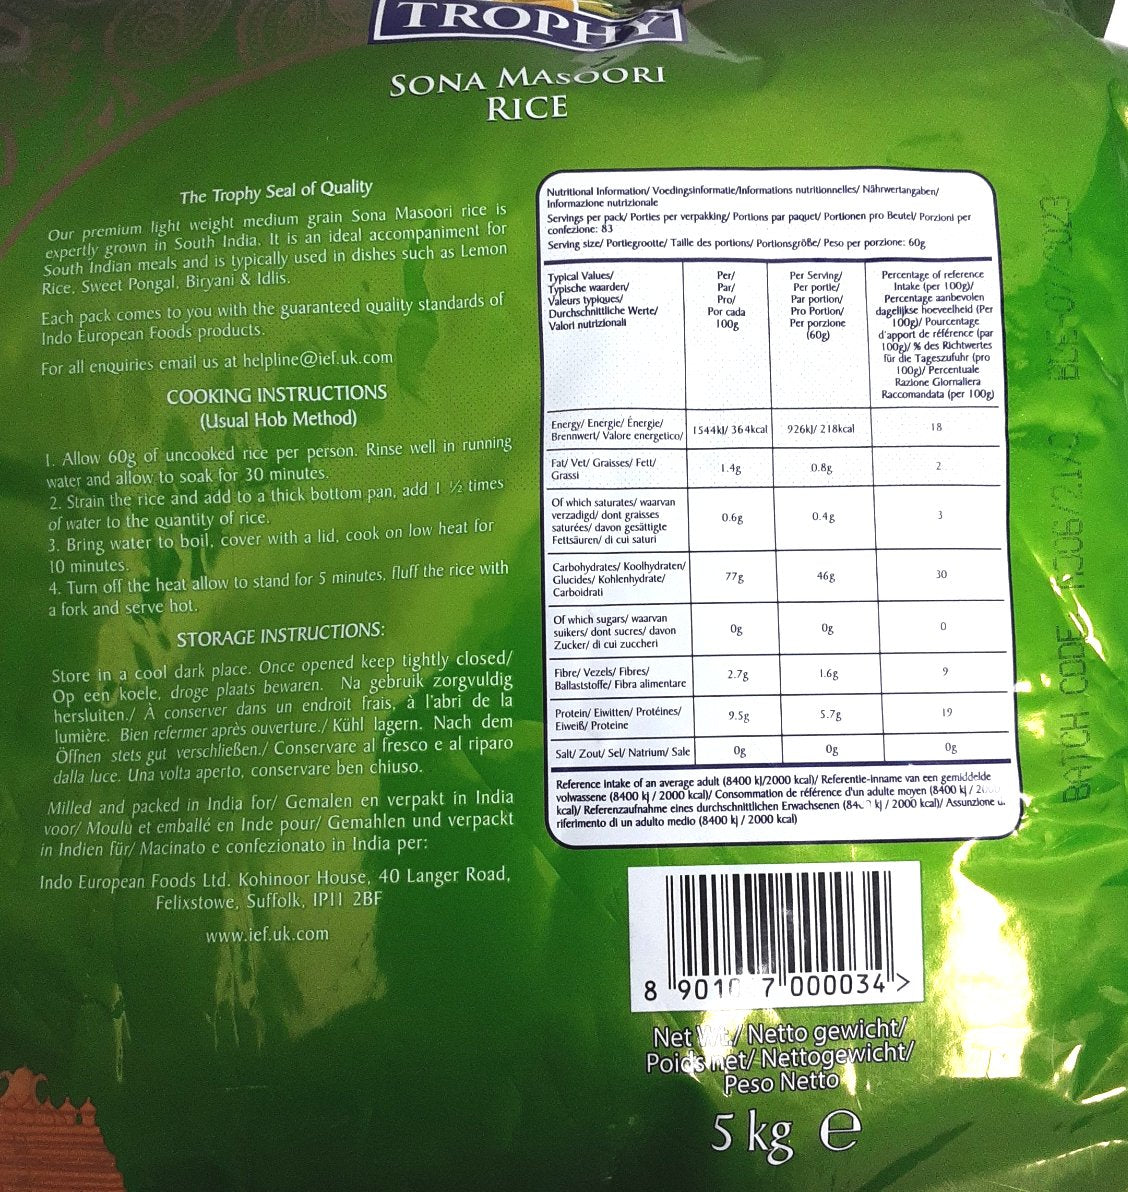 TROPHY
SONA MASOORI
RICE
The Trophy Seal of Quality
Our premium light weight medium grain Sona Masoori rice is
expertly grown in South India. It is an ideal accompaniment for
South Indian meals and is typically used in dishes such as Lemon
Rice, Sweet Pongal, Biryani & Idlis.
Each pack comes to you with the guaranteed quality standards of
Indo European Foods products.
For all enquiries email us at helpline@ief.uk.com
COOKING INSTRUCTIONS
(Usual Hob Method)
1. Allow 60g of uncooked rice per person. Rinse well in running
water and allow to soak for 30 minutes.
2. Strain the rice and add to a thick bottom pan, add 1 ½ times
of water to the quantity of rice.
3. Bring water to boil, cover with a lid, cook on low heat for
10 minutes.
4. Turn off the heat allow to stand for 5 minutes, fluff the rice with
a fork and serve hot.
STORAGE INSTRUCTIONS:
Store in a cool dark place. Once opened keep tightly closed/
Op een koele, droge plaats bewaren. Na gebruik zorgvuldig
hersluiten./ À conserver dans un endroit frais, à l'abri de la
lumière. Bien refermer après ouverture./ Kühl lagern. Nach dem
Öffnen stets gut verschließen./ Conservare al fresco e al riparo
dalla luce. Una volta aperto, conservare ben chiuso.
Milled and packed in India for/ Gemalen en verpakt in India
voor/ Moulu et emballé en Inde pour/ Gemahlen und verpackt
in Indien für/ Macinato e confezionato in India per:
Indo European Foods Ltd. Kohinoor House, 40 Langer Road,
Felixstowe, Suffolk, IP11 2BF
www.ief.uk.com
Nutritional Information/ Voedingsinformatie/Informations nutritionnelles/ Nährwertangaben/
Informazione nutrizionale
Servings per pack/ Porties per verpakking/ Portions par paquet/ Portionen pro Beutel/ Porzioni per
confezione: 83
Serving size/ Portiegrootte/ Taille des portions/ Portionsgröße/ Peso per porzione: 60g
Typical Values/
Typische waarden/
Valeurs typiques/
Durchschnittliche Werte/
Valori nutrizionali
Per/
Par/
Pro/
Por cada
100g
Per Serving/
Per portie/
Par portion/
Pro Portion/
Per porzione
(60g)
Percentage of reference
Intake (per 100g)/
Percentage aanbevolen
dagelijkse hoeveelheid (Per
100g)/ Pourcentage
d'apport de référence (par
100g)/ % des Richtwertes
für die Tageszufuhr (pro
100g)/ Percentuale
Razione Giornaliera
Raccomandata (per 100g)
Energy/ Energie/ Énergie/
Brennwert/ Valore energetico/ 1544kJ/ 364kcal 926kJ/ 218kcal 18
Fat/ Vet/ Graisses/ Fett/
Grassi 1.4g 0.8g 2
Of which saturates/ waarvan
verzadigd/ dont graisses
saturées/ davon gesättigte
Fettsäuren/ di cui saturi
0.6g 0.4g 3
Carbohydrates/ Koolhydraten/
Glucides/ Kohlenhydrate/
Carboidrati
77g 46g 30
Of which sugars/ waarvan
suikers/ dont sucres/ davon
Zucker/ di cui zuccheri
0g 0g 0
Fibre/ Vezels/ Fibres/
Ballaststoffe/ Fibra alimentare
2.7g 1.6g 9
Protein/ Eiwitten/ Protéines/
Eiweiß/ Proteine
9.5g 5.7g 19
Salt/ Zout/ Sel/ Natrium/ Sale 0g 0g 0g
Reference Intake of an average adult (8400 kJ/2000 kcal)/ Referentie-inname van een gemiddelde
volwassene (8400 kJ / 2000 kcal)/ Consommation de référence d'un adulte moyen (8400 kJ /
kcal)/ Referenzaufnahme eines durchschnittlichen Erwachsenen kJ / 2000 kcal)/ Assunzione
riferimento di un adulto medio (8400 kj / 2000 kcal)
BATCH CODE
8 7 000034 >
Net / Netto gewicht/
Poids net/ Nettogewicht/
Peso Netto
5 kg e